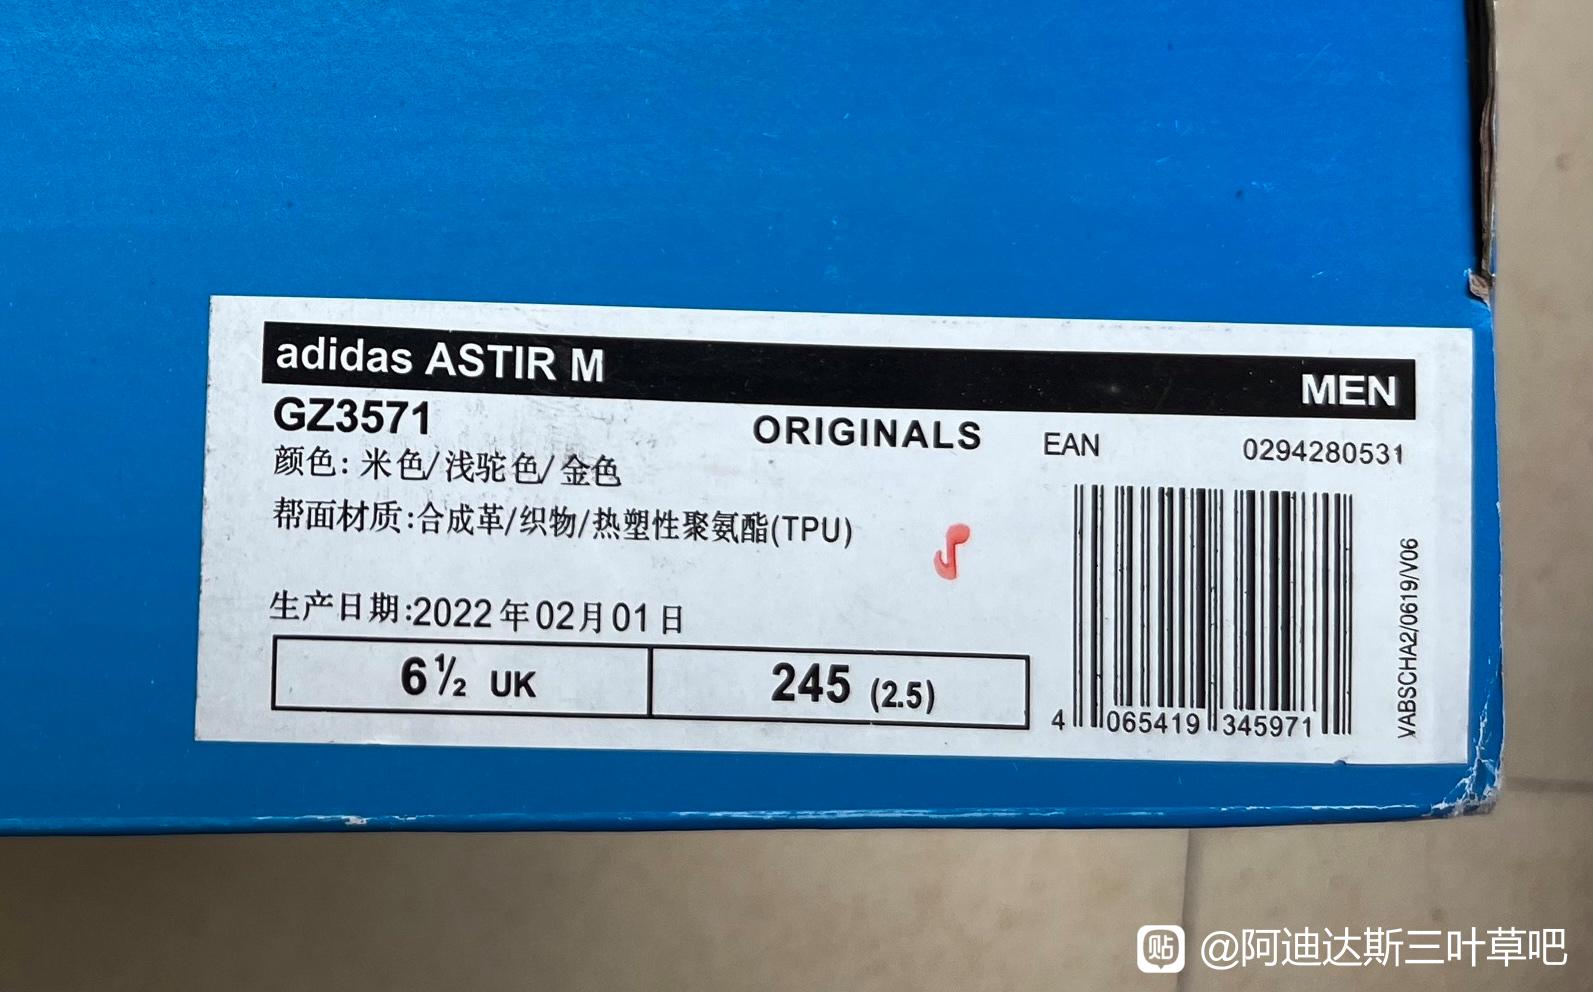 adidas ASTIR M
MEN
GZ3571
ORIGINALS
EAN
0294280531
颜色: 米色/浅驼色/金色
帮面材质:合成革/织物/热塑性聚氨酯(TPU)
生产日期:2022年02月01日
6½ UK
245 (2.5)
4 065419 345971
VABSCHA2/0619/V06
贴 @阿迪达斯三叶草吧